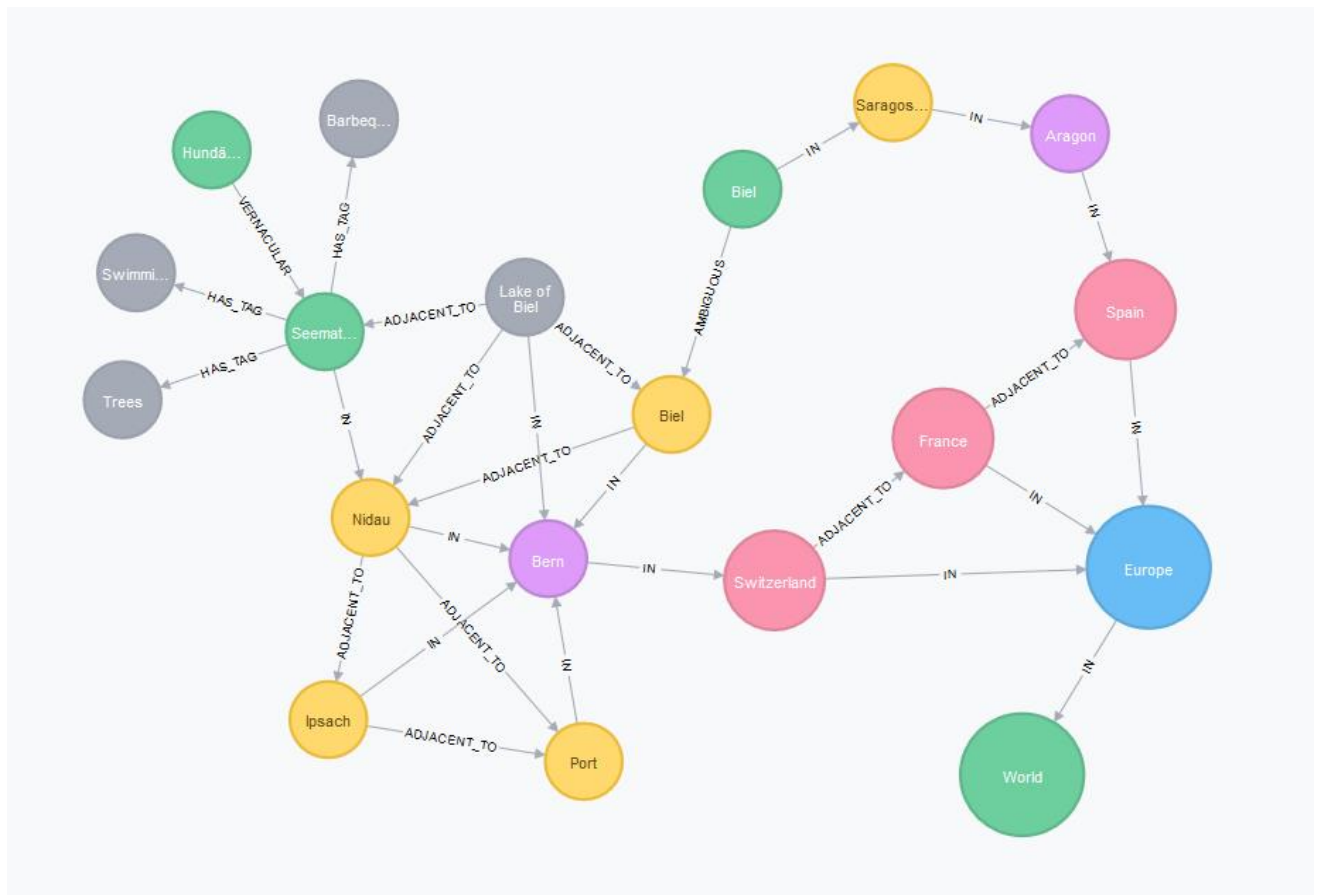 Saragos...
IN
Aragon
Barbeq...
Hundä...
IN
Biel
VERNACULAR
HAS_TAG
IN
Swimmi...
HAS_TAG
Lake of
Biel
ADJACENT_TO
AMBIGUOUS
Spain
Seemat...
HAS_TAG
ADJACENT_TO
ADJACENT_TO
ADJACENT_TO
Trees
IN
IN
Biel
IN
France
ADJACENT_TO
IN
ADJACENT_TO
IN
Nidau
IN
Bern
IN
Switzerland
IN
Europe
ADJACENT_TO
ADJACENT_TO
IN
IN
IN
Ipsach
ADJACENT_TO
Port
World